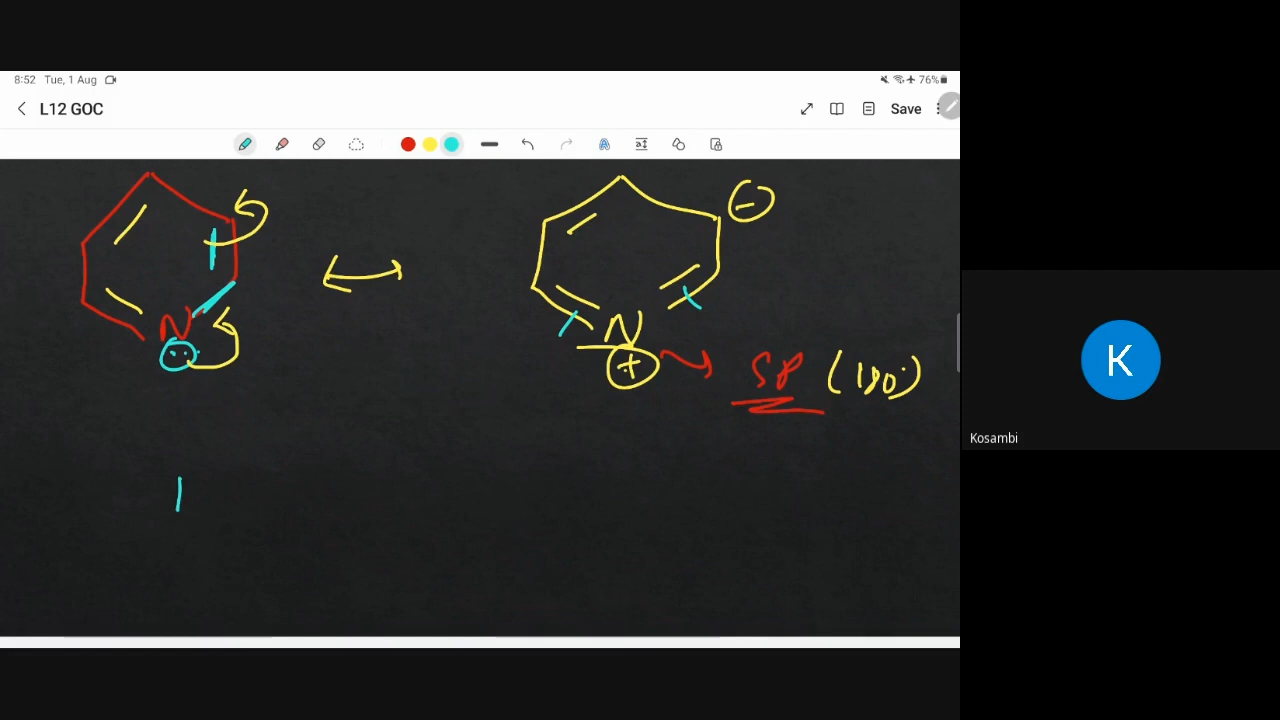 8:52 Tue, 1 Aug 76%
L12 GOC
Save
N
⊖
N
⊕
SP (180°)
K
Kosambi